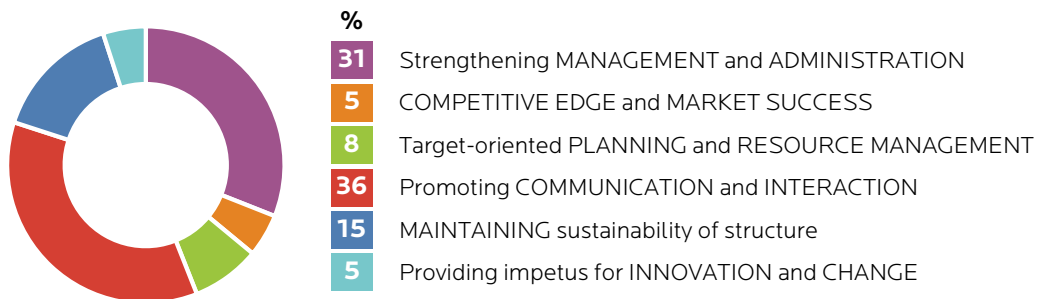 %
31 Strengthening MANAGEMENT and ADMINISTRATION
5 COMPETITIVE EDGE and MARKET SUCCESS
8 Target-oriented PLANNING and RESOURCE MANAGEMENT
36 Promoting COMMUNICATION and INTERACTION
15 MAINTAINING sustainability of structure
5 Providing impetus for INNOVATION and CHANGE